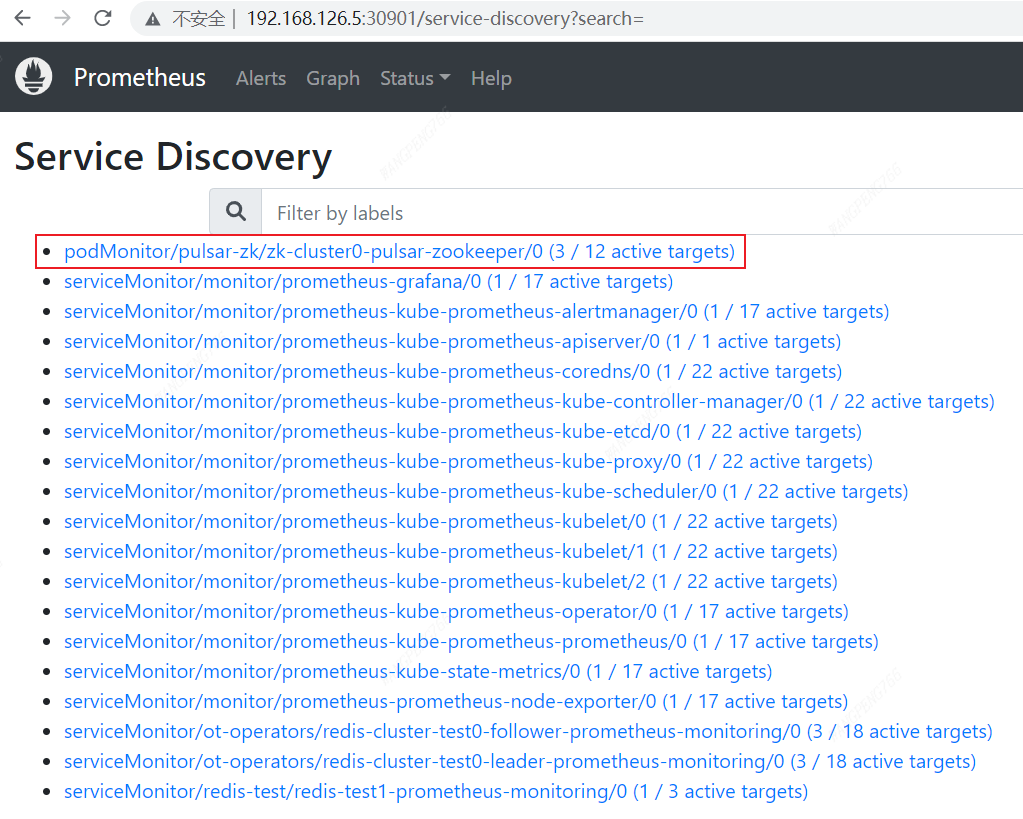 不安全 | 192.168.126.5:30901/service-discovery?search=
Prometheus Alerts Graph Status Help
Service Discovery
Filter by labels
podMonitor/pulsar-zk/zk-cluster0-pulsar-zookeeper/0 (3 / 12 active targets)
serviceMonitor/monitor/prometheus-grafana/0 (1 / 17 active targets)
serviceMonitor/monitor/prometheus-kube-prometheus-alertmanager/0 (1 / 17 active targets)
serviceMonitor/monitor/prometheus-kube-prometheus-apiserver/0 (1 / 1 active targets)
serviceMonitor/monitor/prometheus-kube-prometheus-coredns/0 (1 / 22 active targets)
serviceMonitor/monitor/prometheus-kube-prometheus-kube-controller-manager/0 (1 / 22 active targets)
serviceMonitor/monitor/prometheus-kube-prometheus-kube-etcd/0 (1 / 22 active targets)
serviceMonitor/monitor/prometheus-kube-prometheus-kube-proxy/0 (1 / 22 active targets)
serviceMonitor/monitor/prometheus-kube-prometheus-kube-scheduler/0 (1 / 22 active targets)
serviceMonitor/monitor/prometheus-kube-prometheus-kubelet/0 (1 / 22 active targets)
serviceMonitor/monitor/prometheus-kube-prometheus-kubelet/1 (1 / 22 active targets)
serviceMonitor/monitor/prometheus-kube-prometheus-kubelet/2 (1 / 22 active targets)
serviceMonitor/monitor/prometheus-kube-prometheus-operator/0 (1 / 17 active targets)
serviceMonitor/monitor/prometheus-kube-prometheus-prometheus/0 (1 / 17 active targets)
serviceMonitor/monitor/prometheus-kube-state-metrics/0 (1 / 17 active targets)
serviceMonitor/monitor/prometheus-prometheus-node-exporter/0 (1 / 17 active targets)
serviceMonitor/ot-operators/redis-cluster-test0-follower-prometheus-monitoring/0 (3 / 18 active targets)
serviceMonitor/ot-operators/redis-cluster-test0-leader-prometheus-monitoring/0 (3 / 18 active targets)
serviceMonitor/redis-test/redis-test1-prometheus-monitoring/0 (1 / 3 active targets)